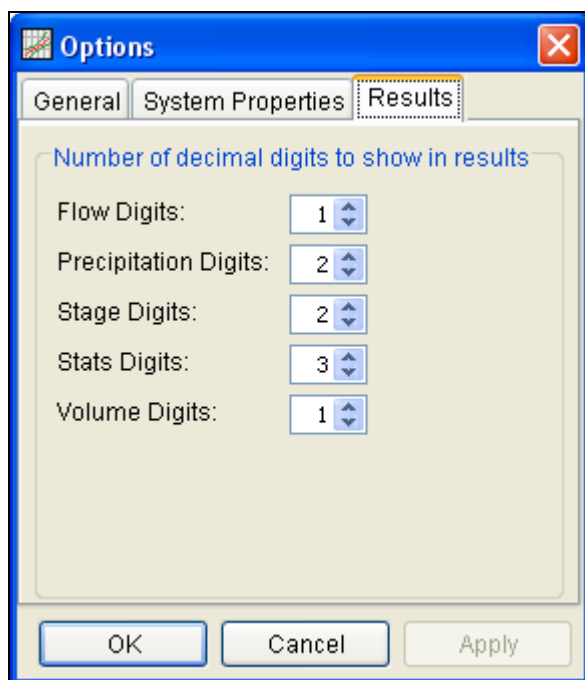 Options
General System Properties Results
Number of decimal digits to show in results
Flow Digits: 1
Precipitation Digits: 2
Stage Digits: 2
Stats Digits: 3
Volume Digits: 1
OK Cancel Apply